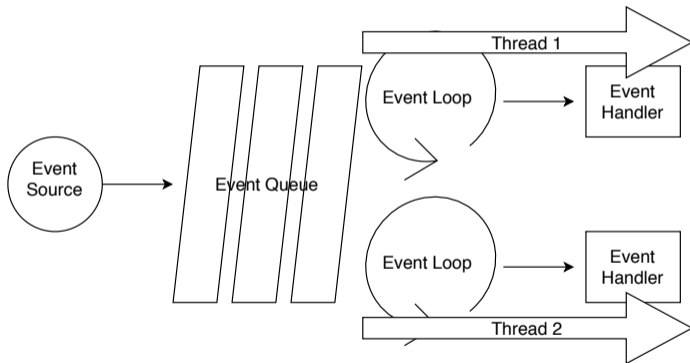 Thread 1
Event
Handler
Event Loop
Event
Source
Event Queue
Event Loop
Event
Handler
Thread 2